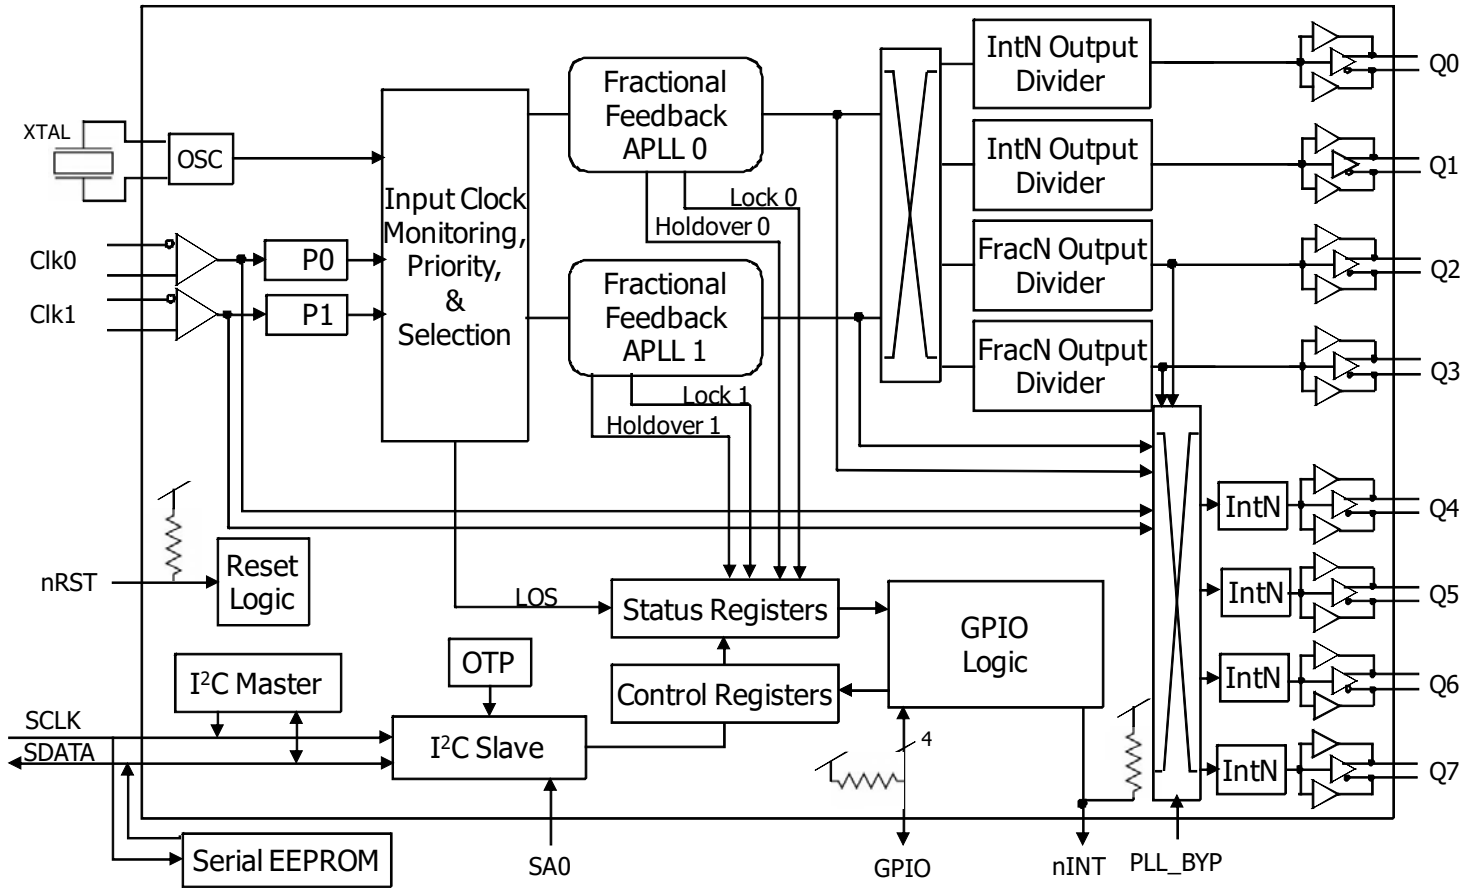 XTAL
OSC
Clk0
Clk1
P0
P1
Input Clock
Monitoring,
Priority,
&
Selection
Fractional
Feedback
APLL 0
Lock 0
Holdover 0
Fractional
Feedback
APLL 1
Lock 1
Holdover 1
IntN Output
Divider
IntN Output
Divider
FracN Output
Divider
FracN Output
Divider
Q0
Q1
Q2
Q3
IntN
Q4
IntN
Q5
IntN
Q6
IntN
Q7
nRST
Reset
Logic
LOS
Status Registers
GPIO
Logic
OTP
Control Registers
I²C Master
SCLK
SDATA
I²C Slave
4
Serial EEPROM
SA0
GPIO
nINT
PLL_BYP